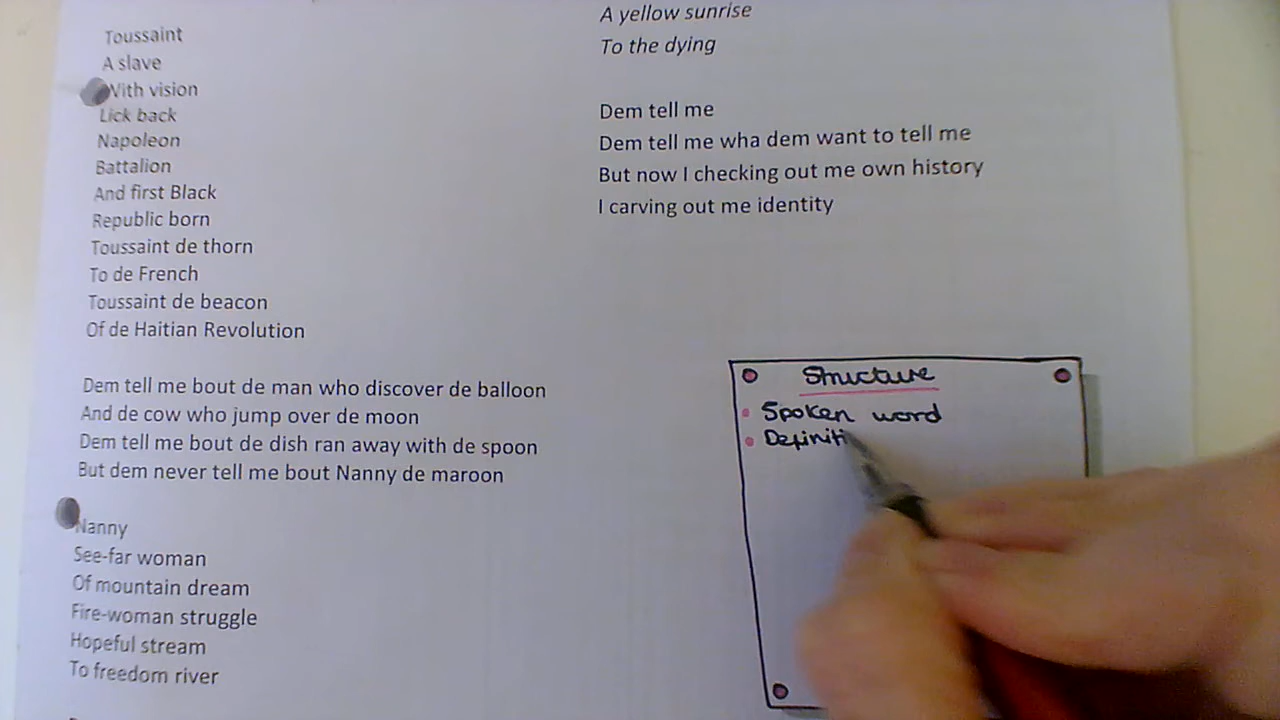 Toussaint
A slave
With vision
Lick back
Napoleon
Battalion
And first Black
Republic born
Toussaint de thorn
To de French
Toussaint de beacon
Of de Haitian Revolution
Dem tell me bout de man who discover de balloon
And de cow who jump over de moon
Dem tell me bout de dish ran away with de spoon
But dem never tell me bout Nanny de maroon
Nanny
See-far woman
Of mountain dream
Fire-woman struggle
Hopeful stream
To freedom river
A yellow sunrise
To the dying
Dem tell me
Dem tell me wha dem want to tell me
But now I checking out me own history
I carving out me identity
Structure
Spoken word
Definiti